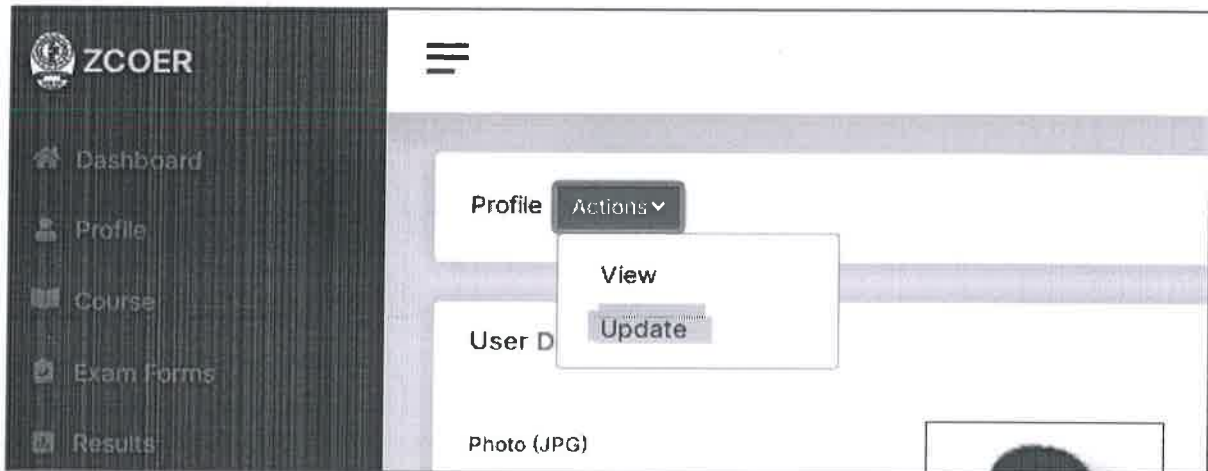 ZCOER
Dashboard
Profile
Course
Exam Forms
Results
Profile Actions
View
Update
User D
Photo (JPG)